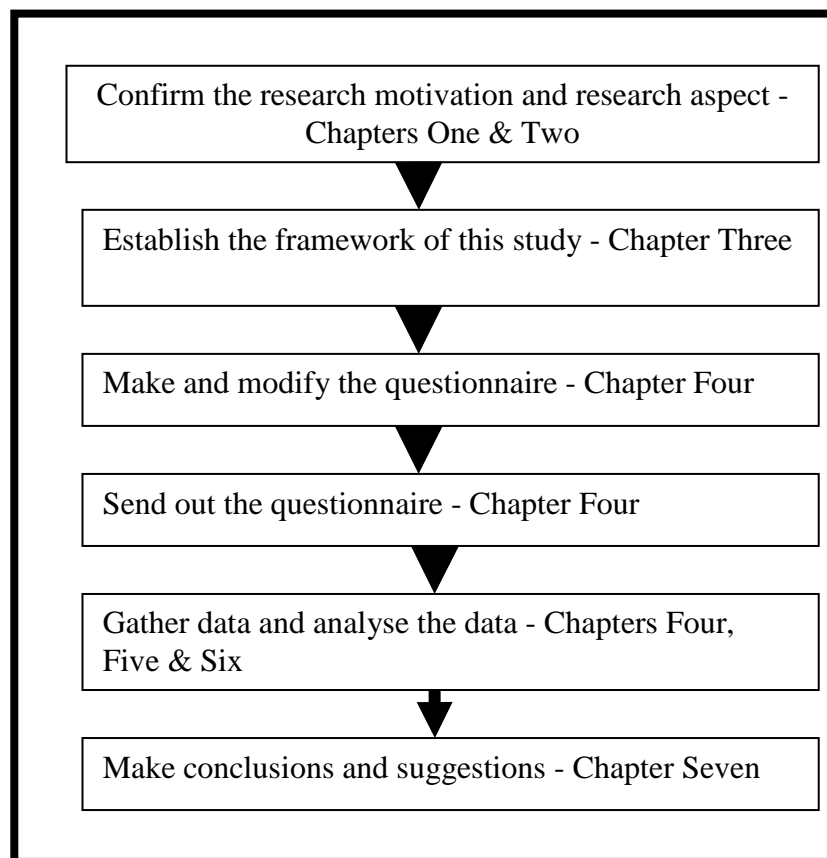 Confirm the research motivation and research aspect -
Chapters One & Two
Establish the framework of this study - Chapter Three
Make and modify the questionnaire - Chapter Four
Send out the questionnaire - Chapter Four
Gather data and analyse the data - Chapters Four,
Five & Six
Make conclusions and suggestions - Chapter Seven